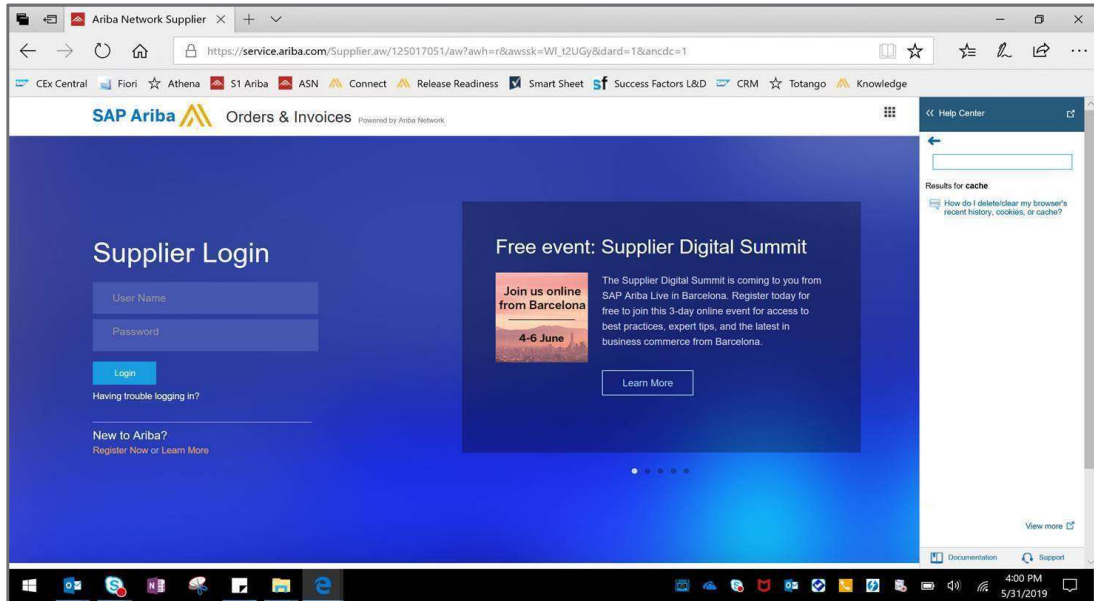 Ariba Network Supplier
https://service.ariba.com/Supplier.aw/125017051/aw?awh=r&awssk=WI_t2UGy&dard=1&ancdc=1
CEx Central Fiori Athena S1 Ariba ASN Connect Release Readiness Smart Sheet Success Factors L&D CRM Totango Knowledge
SAP Ariba Orders & Invoices Powered by Ariba Network
<< Help Center
Results for cache
How do I delete/clear my browser's
recent history, cookies, or cache?
Supplier Login
User Name
Password
Login
Having trouble logging in?
New to Ariba?
Register Now or Learn More
Free event: Supplier Digital Summit
Join us online
from Barcelona
4-6 June
The Supplier Digital Summit is coming to you from
SAP Ariba Live in Barcelona. Register today for
free to join this 3-day online event for access to
best practices, expert tips, and the latest in
business commerce from Barcelona.
Learn More
View more
Documentation Support
4:00 PM
5/31/2019